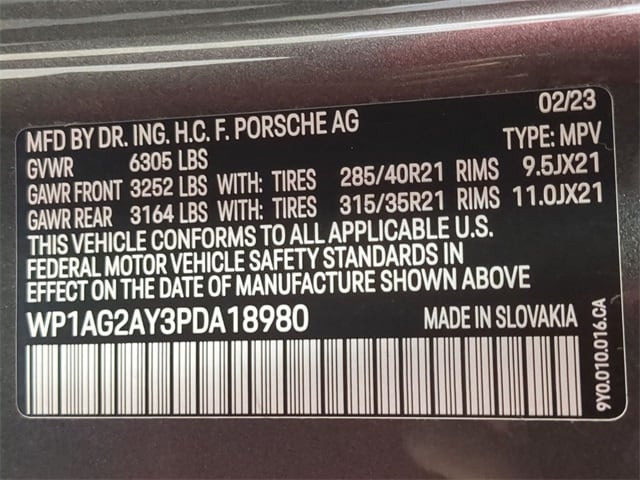 02/23
MFD BY DR. ING. H.C. F. PORSCHE AG
TYPE: MPV
GVWR 6305 LBS
GAWR FRONT 3252 LBS WITH: TIRES 285/40R21 RIMS 9.5JX21
GAWR REAR 3164 LBS WITH: TIRES 315/35R21 RIMS 11.0JX21
THIS VEHICLE CONFORMS TO ALL APPLICABLE U.S.
FEDERAL MOTOR VEHICLE SAFETY STANDARDS IN
EFFECT ON THE DATE OF MANUFACTURE SHOWN ABOVE
WP1AG2AY3PDA18980 MADE IN SLOVAKIA
9Y0.010.016.CA